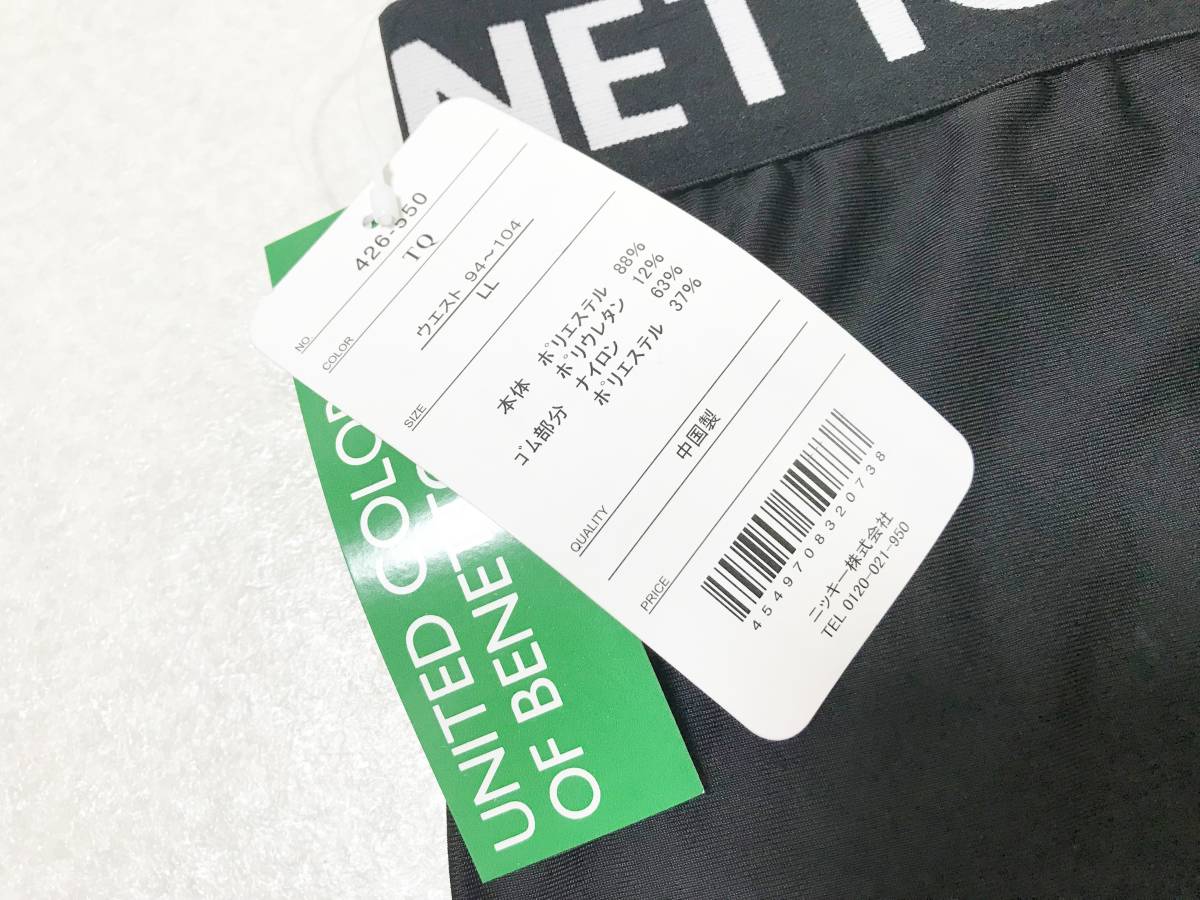 NETTO
NO. 426-550
COLOR TQ
SIZE ウエスト 94～104
LL
本体 ポリエステル 88%
ポリウレタン 12%
ゴム部分 ナイロン 63%
ポリエステル 37%
QUALITY
中国製
PRICE
4549708320738
ニッキー株式会社
TEL 0120-021-950
UNITED COLO
OF BENETTO